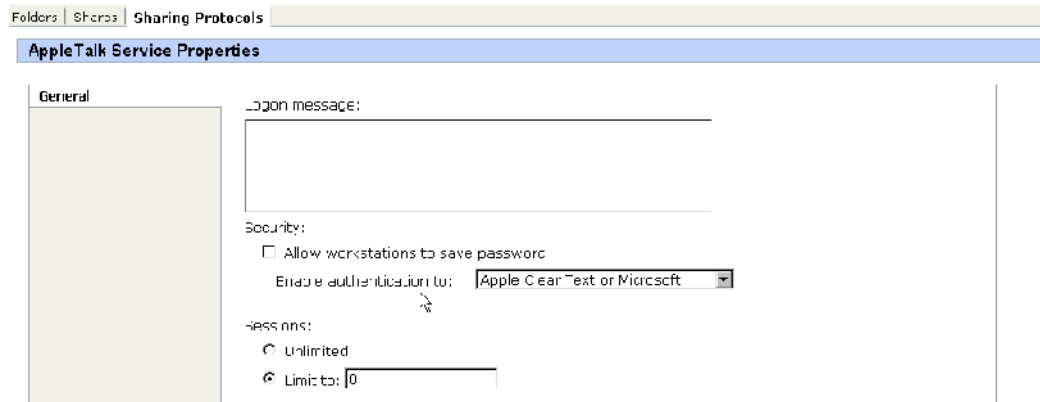 Folders | Shares | Sharing Protocols
AppleTalk Service Properties
General
Logon message:
Security:
Allow workstations to save password
Enable authentication to: Apple Clear Text or Microsoft
Sessions:
Unlimited
Limit to: 0